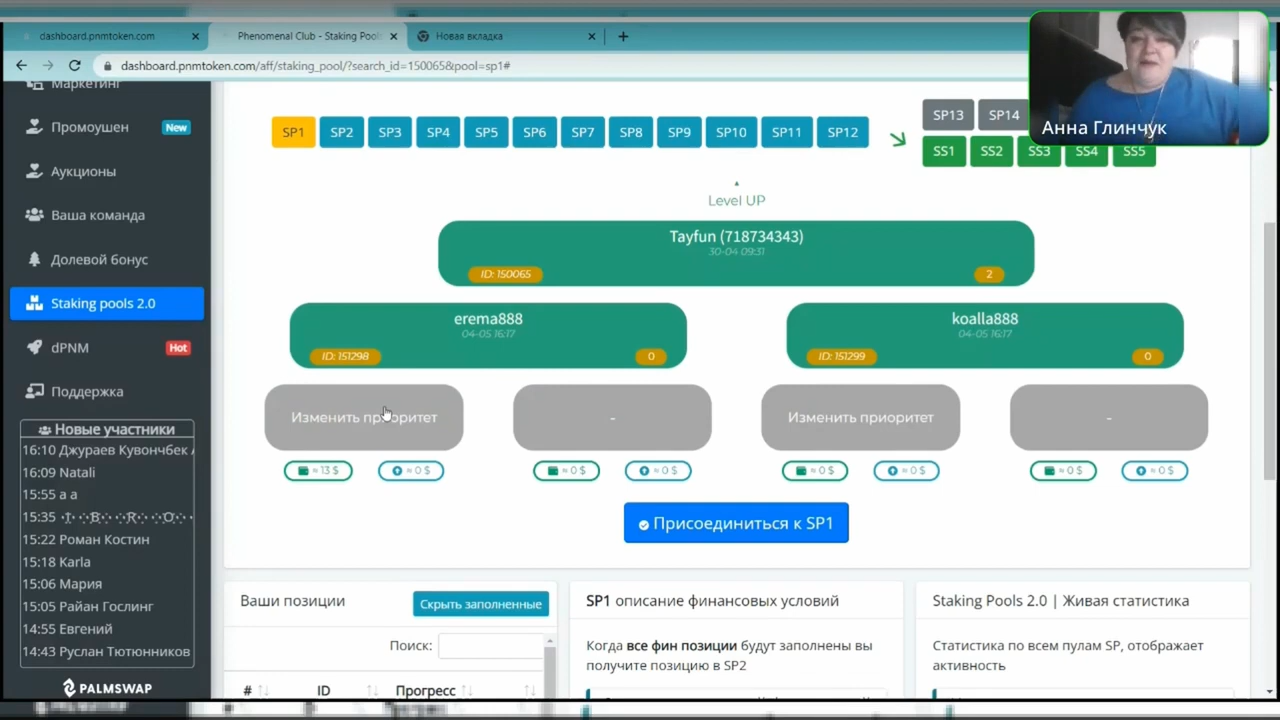 dashboard.pnmtoken.com
Phenomenal Club - Staking Pools
Новая вкладка
dashboard.pnmtoken.com/aff/staking_pool/?search_id=150065&pool=sp1#
Анна Глинчук
Маркетинг
Промоушен New
Аукционы
Ваша команда
Долевой бонус
Staking pools 2.0
dPNM Hot
Поддержка
Новые участники
16:10 Джураев Кувончбек
16:09 Natali
15:55 a a
15:35 I B R O
15:22 Роман Костин
15:18 Karla
15:06 Мария
15:05 Райан Гослинг
14:55 Евгений
14:43 Руслан Тютюнников
PALMSWAP
SP1 SP2 SP3 SP4 SP5 SP6 SP7 SP8 SP9 SP10 SP11 SP12
SP13 SP14
SS1 SS2 SS3 SS4 SS5
Level UP
Tayfun (718734343)
30-04 09:31
ID: 150065 2
erema888
04-05 16:17
ID: 151298 0
koalla888
04-05 16:17
ID: 151299 0
Изменить приоритет - Изменить приоритет -
≈ 13 $ ≈ 0 $ ≈ 0 $ ≈ 0 $ ≈ 0 $ ≈ 0 $ ≈ 0 $ ≈ 0 $
Присоединиться к SP1
Ваши позиции
Скрыть заполненные
Поиск:
# ID Прогресс
SP1 описание финансовых условий
Когда все фин позиции будут заполнены вы
получите позицию в SP2
Staking Pools 2.0 | Живая статистика
Статистика по всем пулам SP, отображает
активность